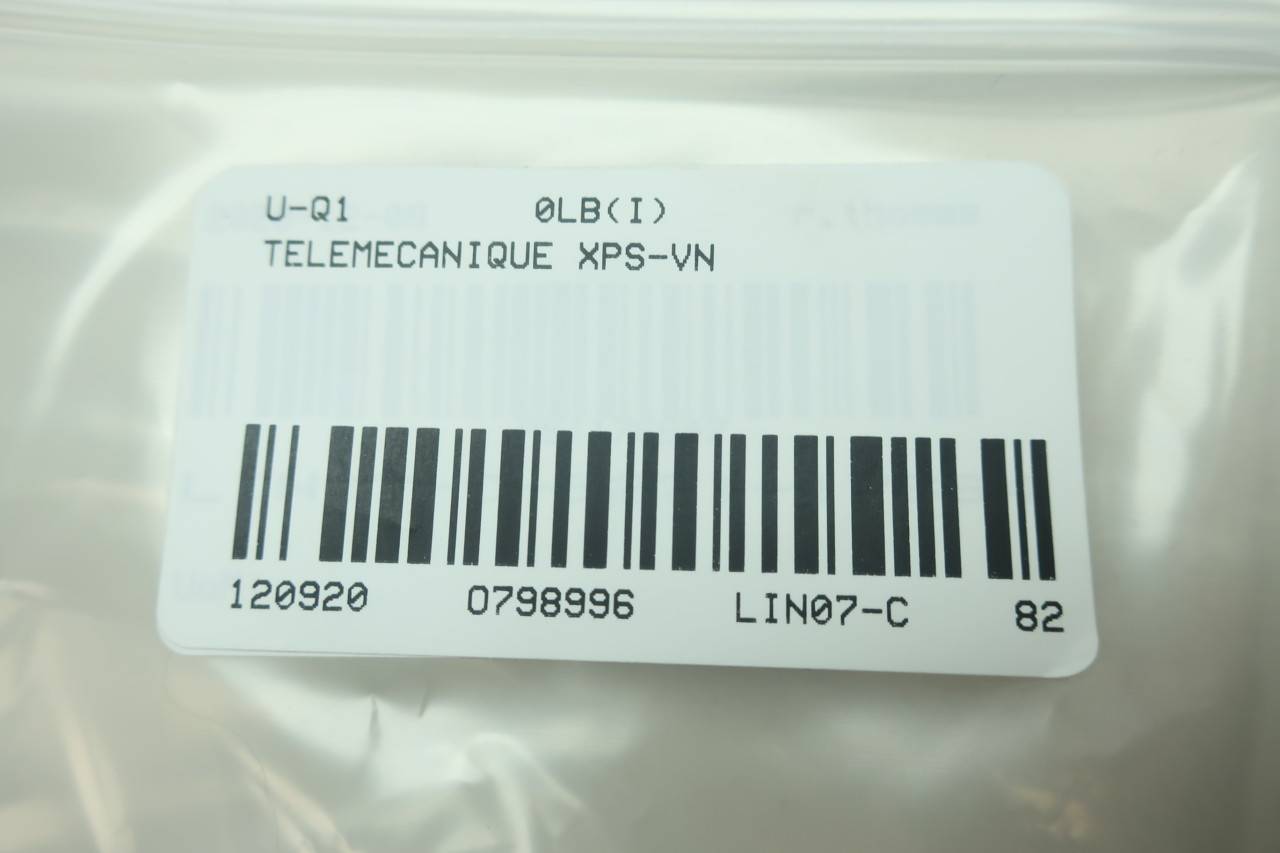 U-Q1 0LB(I)
TELEMECANIQUE XPS-VN
120920 0798996 LIN07-C 82